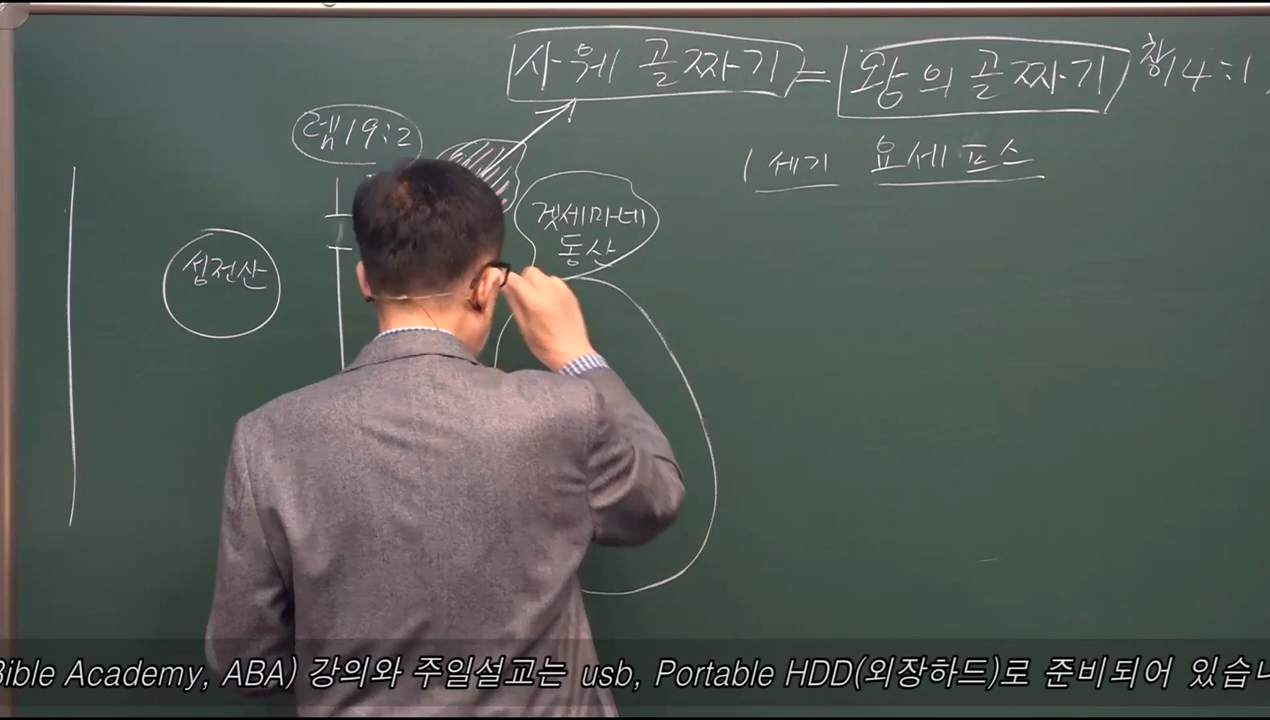 사웨 골짜기 = 왕의 골짜기 창14:1
렘19:2
1세기 요세프스
겟세마네
동산
성전산
Bible Academy, ABA) 강의와 주일설교는 usb, Portable HDD(외장하드)로 준비되어 있습니